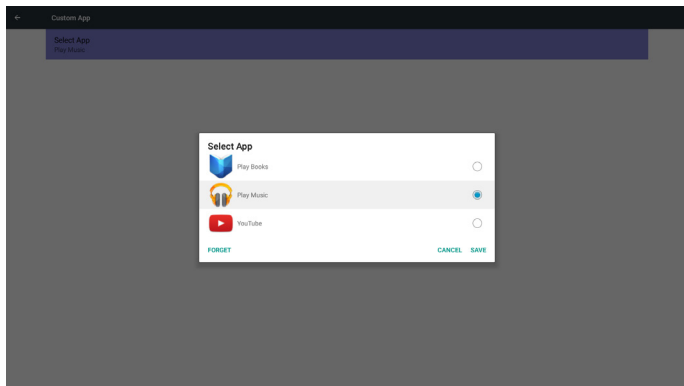 Custom App
Select App
Play Music
Select App
Play Books
Play Music
YouTube
FORGET CANCEL SAVE